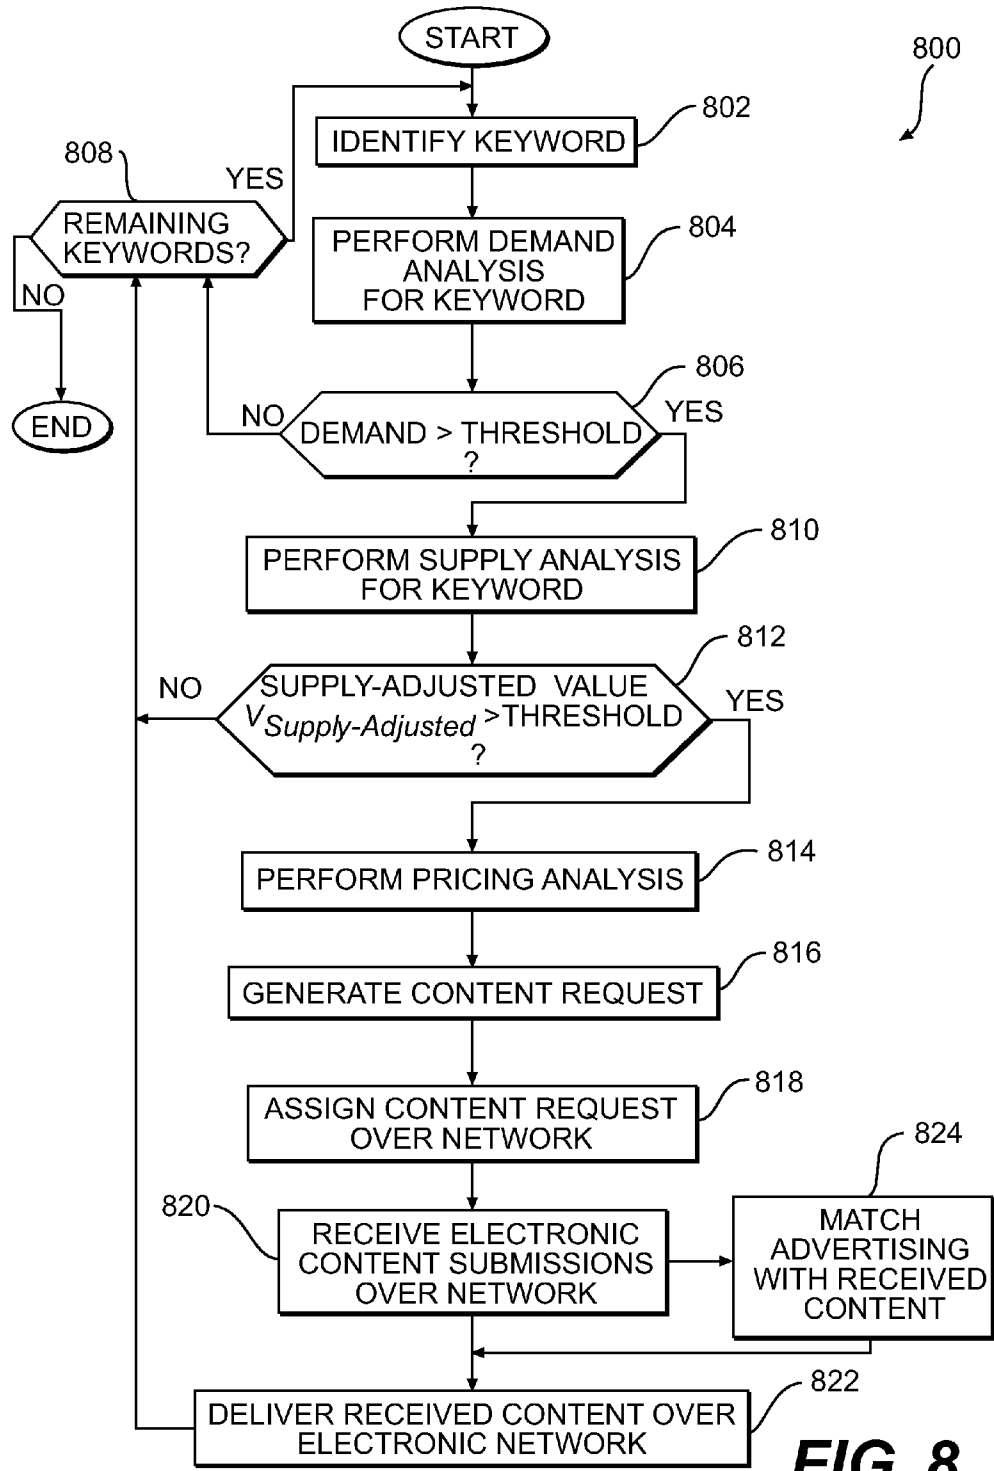 START
800
802
IDENTIFY KEYWORD
808
YES
REMAINING
KEYWORDS?
804
PERFORM DEMAND
ANALYSIS
FOR KEYWORD
NO
806
END
NO
YES
DEMAND > THRESHOLD
?
810
PERFORM SUPPLY ANALYSIS
FOR KEYWORD
812
NO
SUPPLY-ADJUSTED VALUE
YES
VSupply-Adjusted >THRESHOLD
?
814
PERFORM PRICING ANALYSIS
816
GENERATE CONTENT REQUEST
818
ASSIGN CONTENT REQUEST
OVER NETWORK
824
820
RECEIVE ELECTRONIC
CONTENT SUBMISSIONS
OVER NETWORK
MATCH
ADVERTISING
WITH RECEIVED
CONTENT
822
DELIVER RECEIVED CONTENT OVER
ELECTRONIC NETWORK
FIG. 8